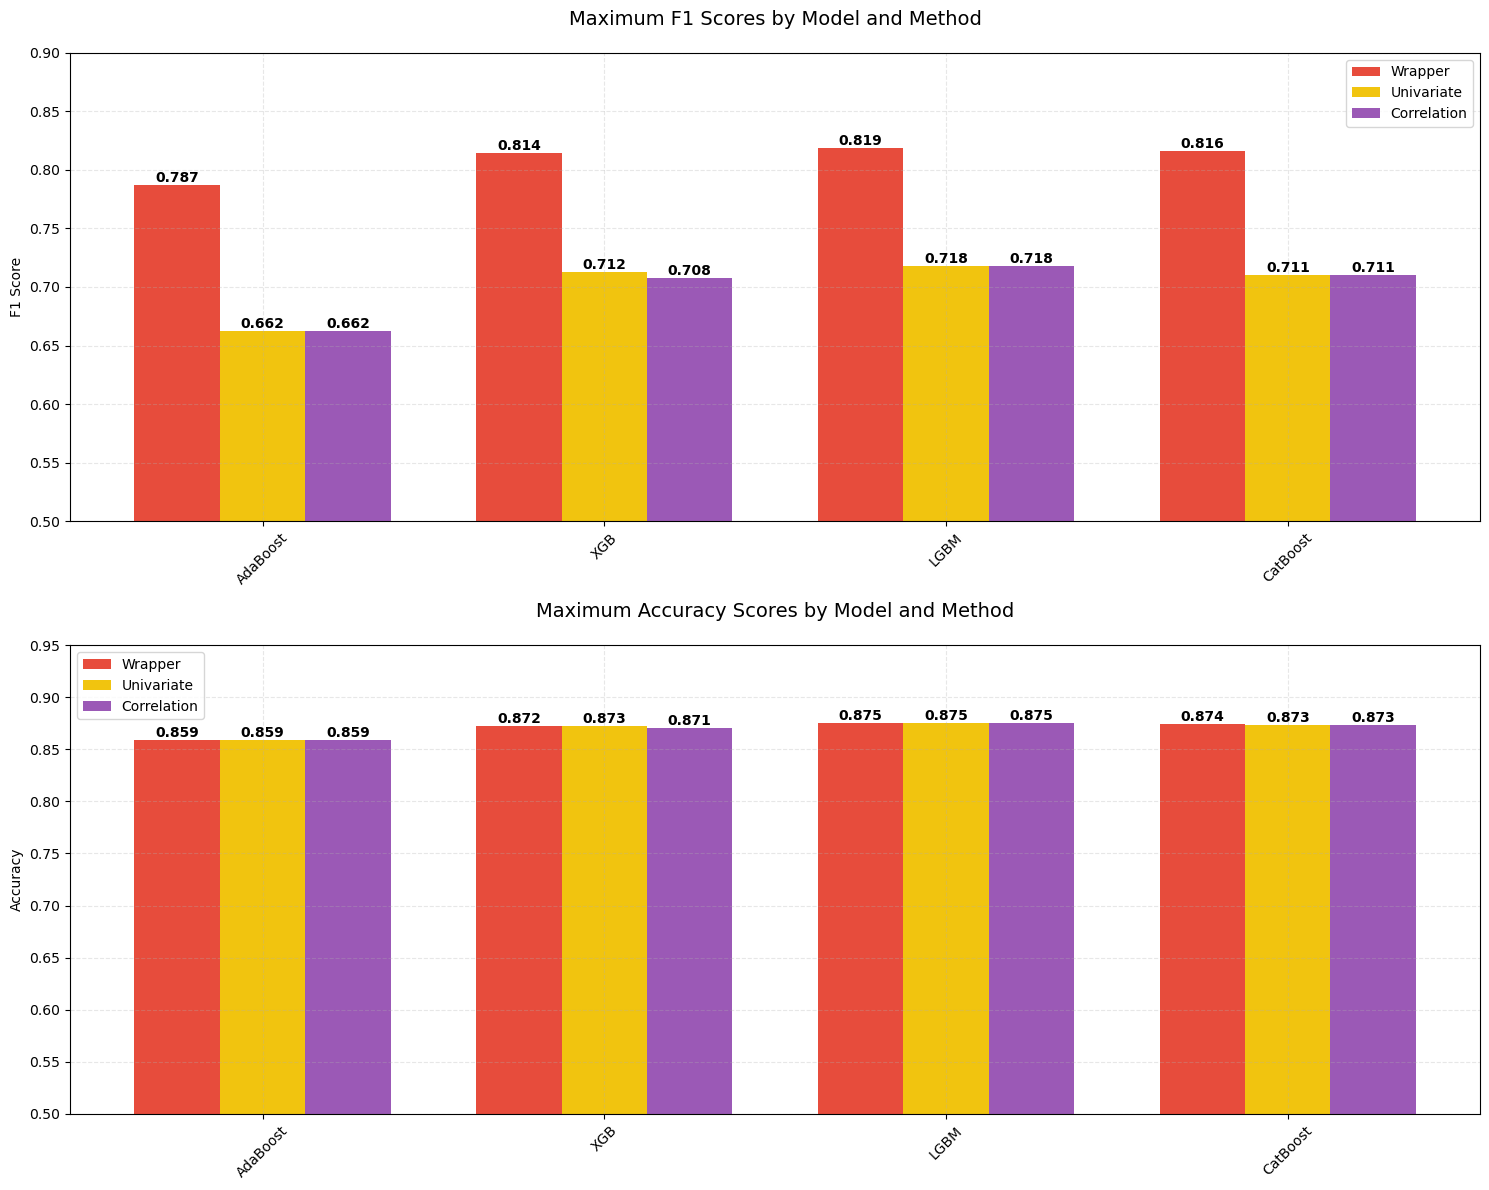 Maximum F1 Scores by Model and Method
0.90
0.85
0.80
0.75
0.70
0.65
0.60
0.55
0.50
F1 Score
Wrapper
Univariate
Correlation
0.787
0.662
0.662
0.814
0.712
0.708
0.819
0.718
0.718
0.816
0.711
0.711
AdaBoost
XGB
LGBM
CatBoost
Maximum Accuracy Scores by Model and Method
0.95
0.90
0.85
0.80
0.75
0.70
0.65
0.60
0.55
0.50
Accuracy
Wrapper
Univariate
Correlation
0.859
0.859
0.859
0.872
0.873
0.871
0.875
0.875
0.875
0.874
0.873
0.873
AdaBoost
XGB
LGBM
CatBoost